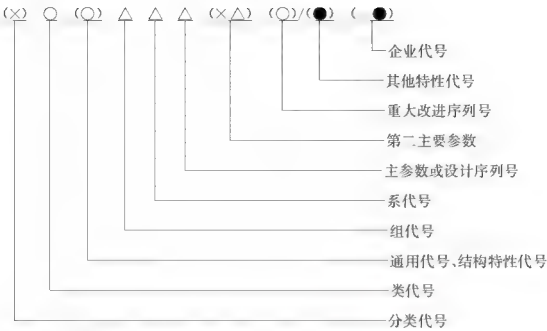 (×) ○ (○) △ △ △ (×△) (○)/(●) ( ●)
企业代号
其他特性代号
重大改进序列号
第二主要参数
主参数或设计序列号
系代号
组代号
通用代号、结构特性代号
类代号
分类代号